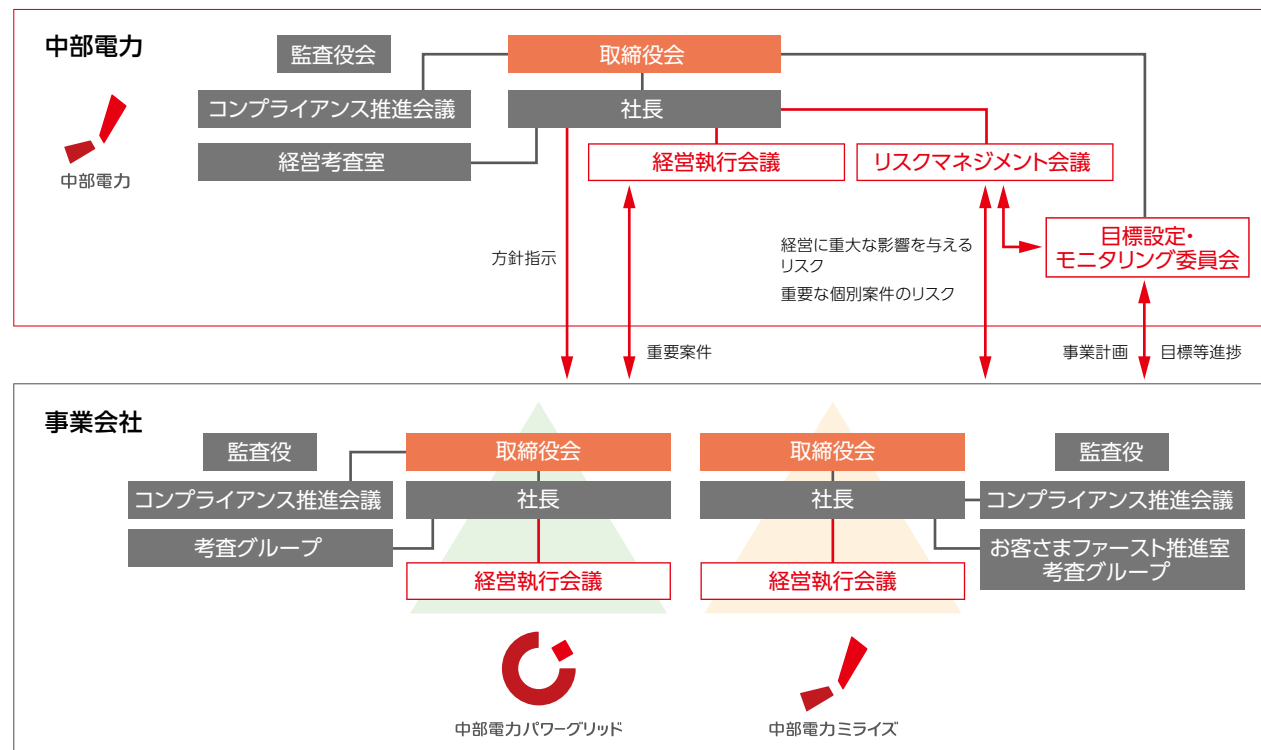 中部電力
監査役会
取締役会
コンプライアンス推進会議
社長
経営考査室
経営執行会議
リスクマネジメント会議
中部電力
目標設定・
モニタリング委員会
方針指示
経営に重大な影響を与える
リスク
重要な個別案件のリスク
重要案件
事業計画
目標等進捗
事業会社
監査役
取締役会
コンプライアンス推進会議
社長
考査グループ
経営執行会議
中部電力パワーグリッド
取締役会
監査役
社長
コンプライアンス推進会議
お客さまファースト推進室
考査グループ
経営執行会議
中部電力ミライズ